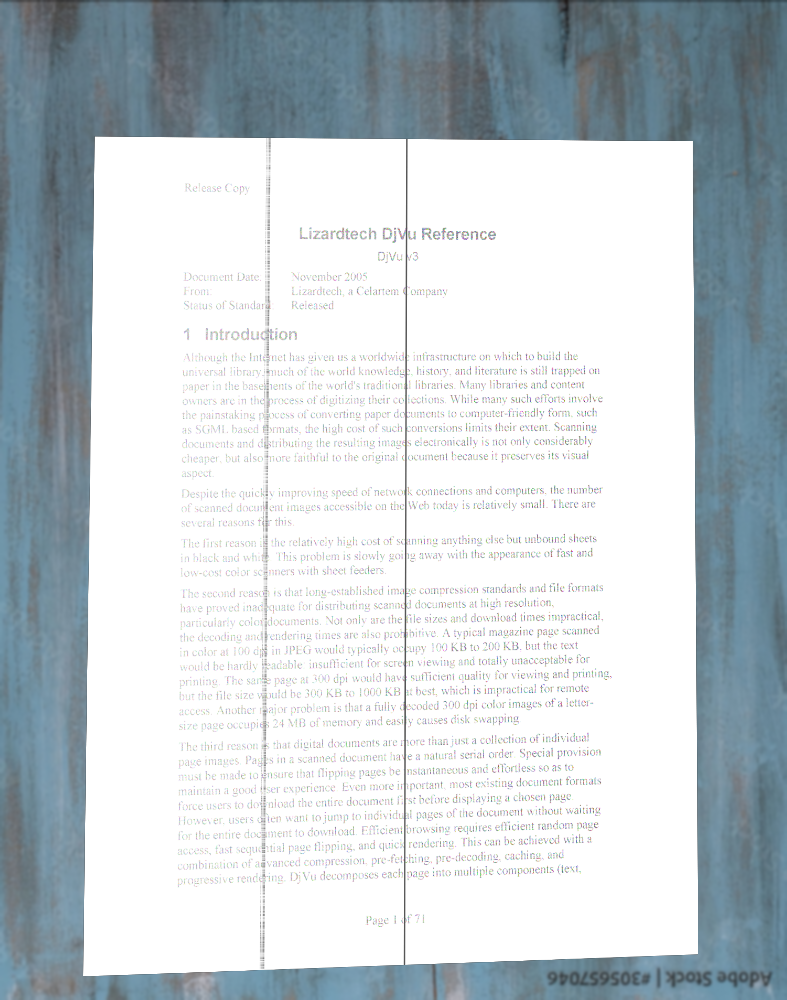 Release Copy
Lizardtech DjVu Reference
DjVu v3
Document Date: November 2005
From: Lizardtech, a Celartem Company
Status of Standard Released
1 Introduction
Although the Internet has given us a worldwide infrastructure on which to build the
universal library, much of the world knowledge, history, and literature is still trapped on
paper in the basements of the world's traditional libraries. Many libraries and content
owners are in the process of digitizing their collections. While many such efforts involve
the painstaking process of converting paper documents to computer-friendly form, such
as SGML based formats, the high cost of such conversions limits their extent. Scanning
documents and distributing the resulting images electronically is not only considerably
cheaper, but also more faithful to the original document because it preserves its visual
aspect.
Despite the quickly improving speed of network connections and computers, the number
of scanned document images accessible on the Web today is relatively small. There are
several reasons for this.
The first reason is the relatively high cost of scanning anything else but unbound sheets
in black and white. This problem is slowly going away with the appearance of fast and
low-cost color scanners with sheet feeders.
The second reason is that long-established image compression standards and file formats
have proved inadequate for distributing scanned documents at high resolution,
particularly color documents. Not only are the file sizes and download times impractical,
the decoding and rendering times are also prohibitive. A typical magazine page scanned
in color at 100 dpi in JPEG would typically occupy 100 KB to 200 KB, but the text
would be hardly readable: insufficient for screen viewing and totally unacceptable for
printing. The same page at 300 dpi would have sufficient quality for viewing and printing,
but the file size would be 300 KB to 1000 KB at best, which is impractical for remote
access. Another major problem is that a fully decoded 300 dpi color images of a letter-
size page occupies 24 MB of memory and easily causes disk swapping
The third reason is that digital documents are more than just a collection of individual
page images. Pages in a scanned document have a natural serial order. Special provision
must be made to ensure that flipping pages be instantaneous and effortless so as to
maintain a good user experience. Even more important, most existing document formats
force users to download the entire document first before displaying a chosen page.
However, users often want to jump to individual pages of the document without waiting
for the entire document to download. Efficient browsing requires efficient random page
access, fast sequential page flipping, and quick rendering. This can be achieved with a
combination of advanced compression, pre-fetching, pre-decoding, caching, and
progressive rendering. DjVu decomposes each page into multiple components (text,
Page 1 of 71
Adobe Stock | #305657046